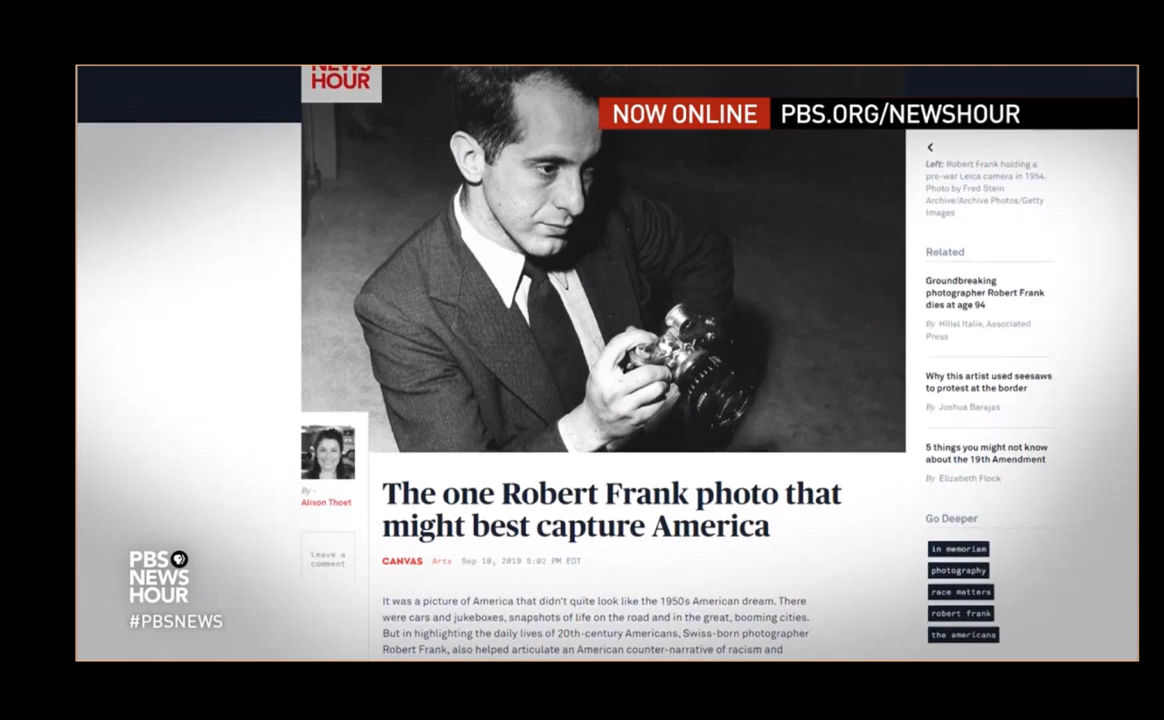 NEWS
HOUR
NOW ONLINE PBS.ORG/NEWSHOUR
Left: Robert Frank holding a
pre-war Leica camera in 1954.
Photo by Fred Stein
Archive/Archive Photos/Getty
Images
Related
Groundbreaking
photographer Robert Frank
dies at age 94
By Hillel Italie, Associated
Press
Why this artist used seesaws
to protest at the border
By Joshua Barajas
5 things you might not know
about the 19th Amendment
By Elizabeth Flock
Go Deeper
in memoriam
photography
race matters
robert frank
the americans
By –
Alison Thoet
Leave a
comment
The one Robert Frank photo that
might best capture America
CANVAS Arts Sep 10, 2019 5:02 PM EDT
It was a picture of America that didn't quite look like the 1950s American dream. There
were cars and jukeboxes, snapshots of life on the road and in the great, booming cities.
But in highlighting the daily lives of 20th-century Americans, Swiss-born photographer
Robert Frank, also helped articulate an American counter-narrative of racism and
PBS
NEWS
HOUR
#PBSNEWS